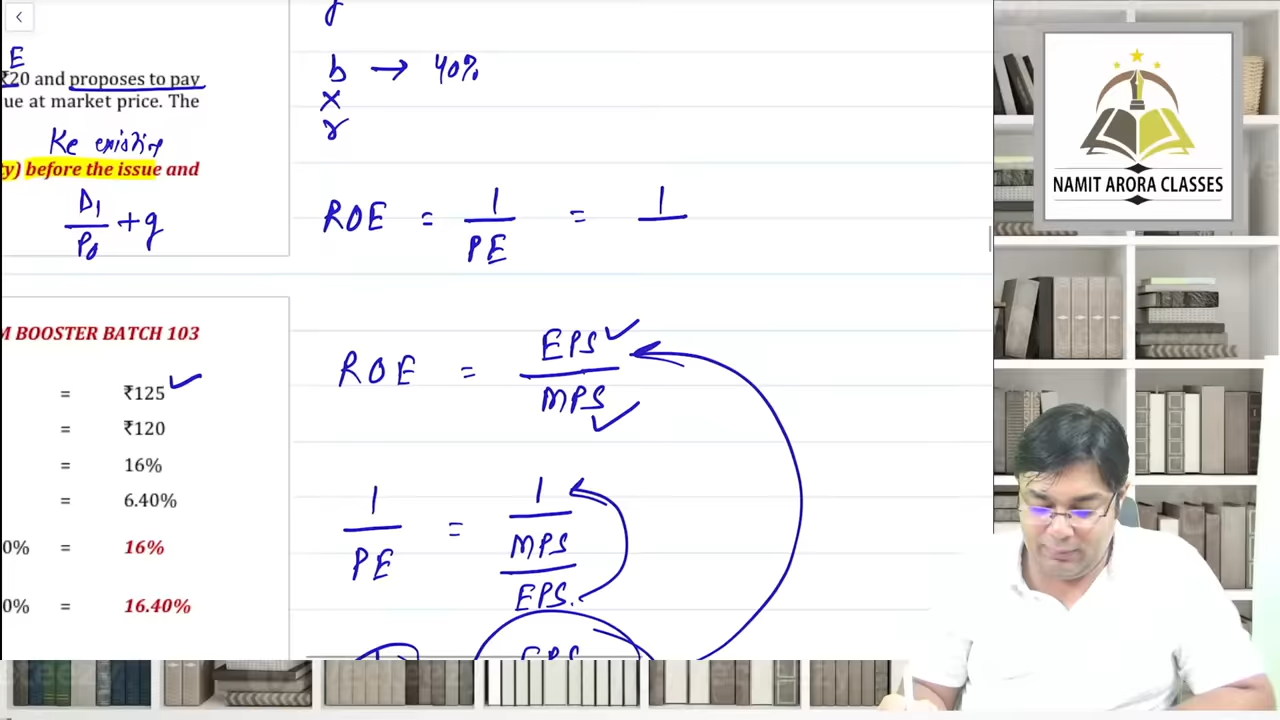 E
₹20 and proposes to pay
ue at market price. The
Ke existing
ty) before the issue and
D1
P0
+ g
M BOOSTER BATCH 103
= ₹125
= ₹120
= 16%
= 6.40%
0% = 16%
0% = 16.40%
b → 40%
x
r
ROE = 1/PE = 1
ROE = EPS/MPS
1/PE = 1/MPS/EPS.
EPS
NAMIT ARORA CLASSES